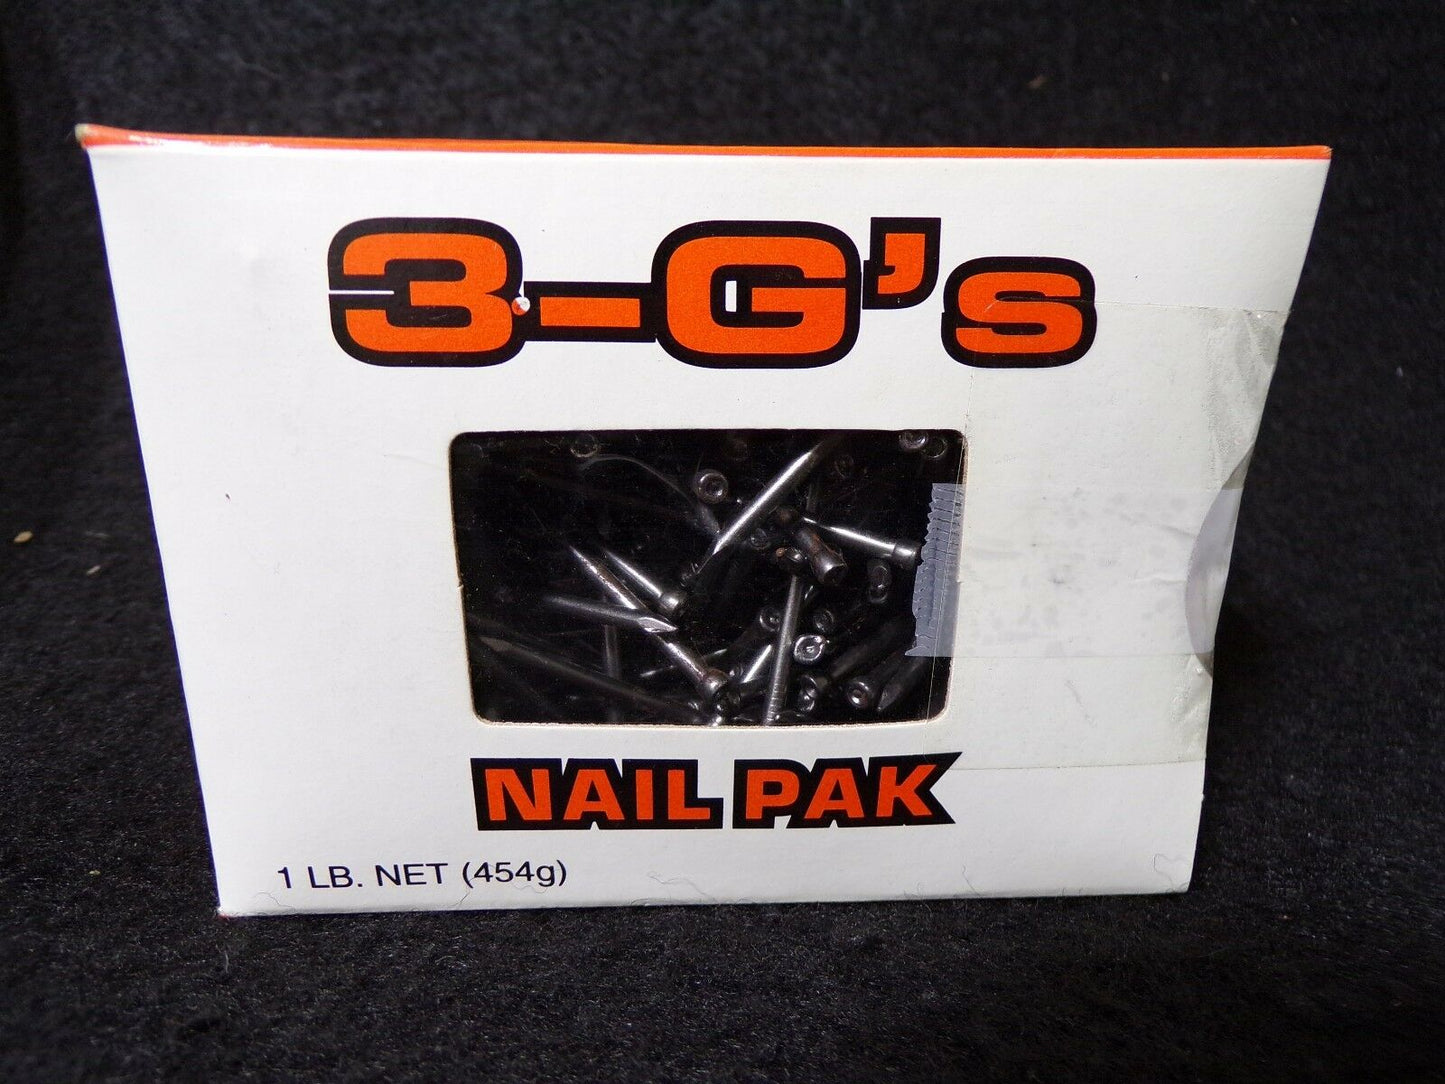 3-G's
NAIL PAK
1 LB. NET (454g)